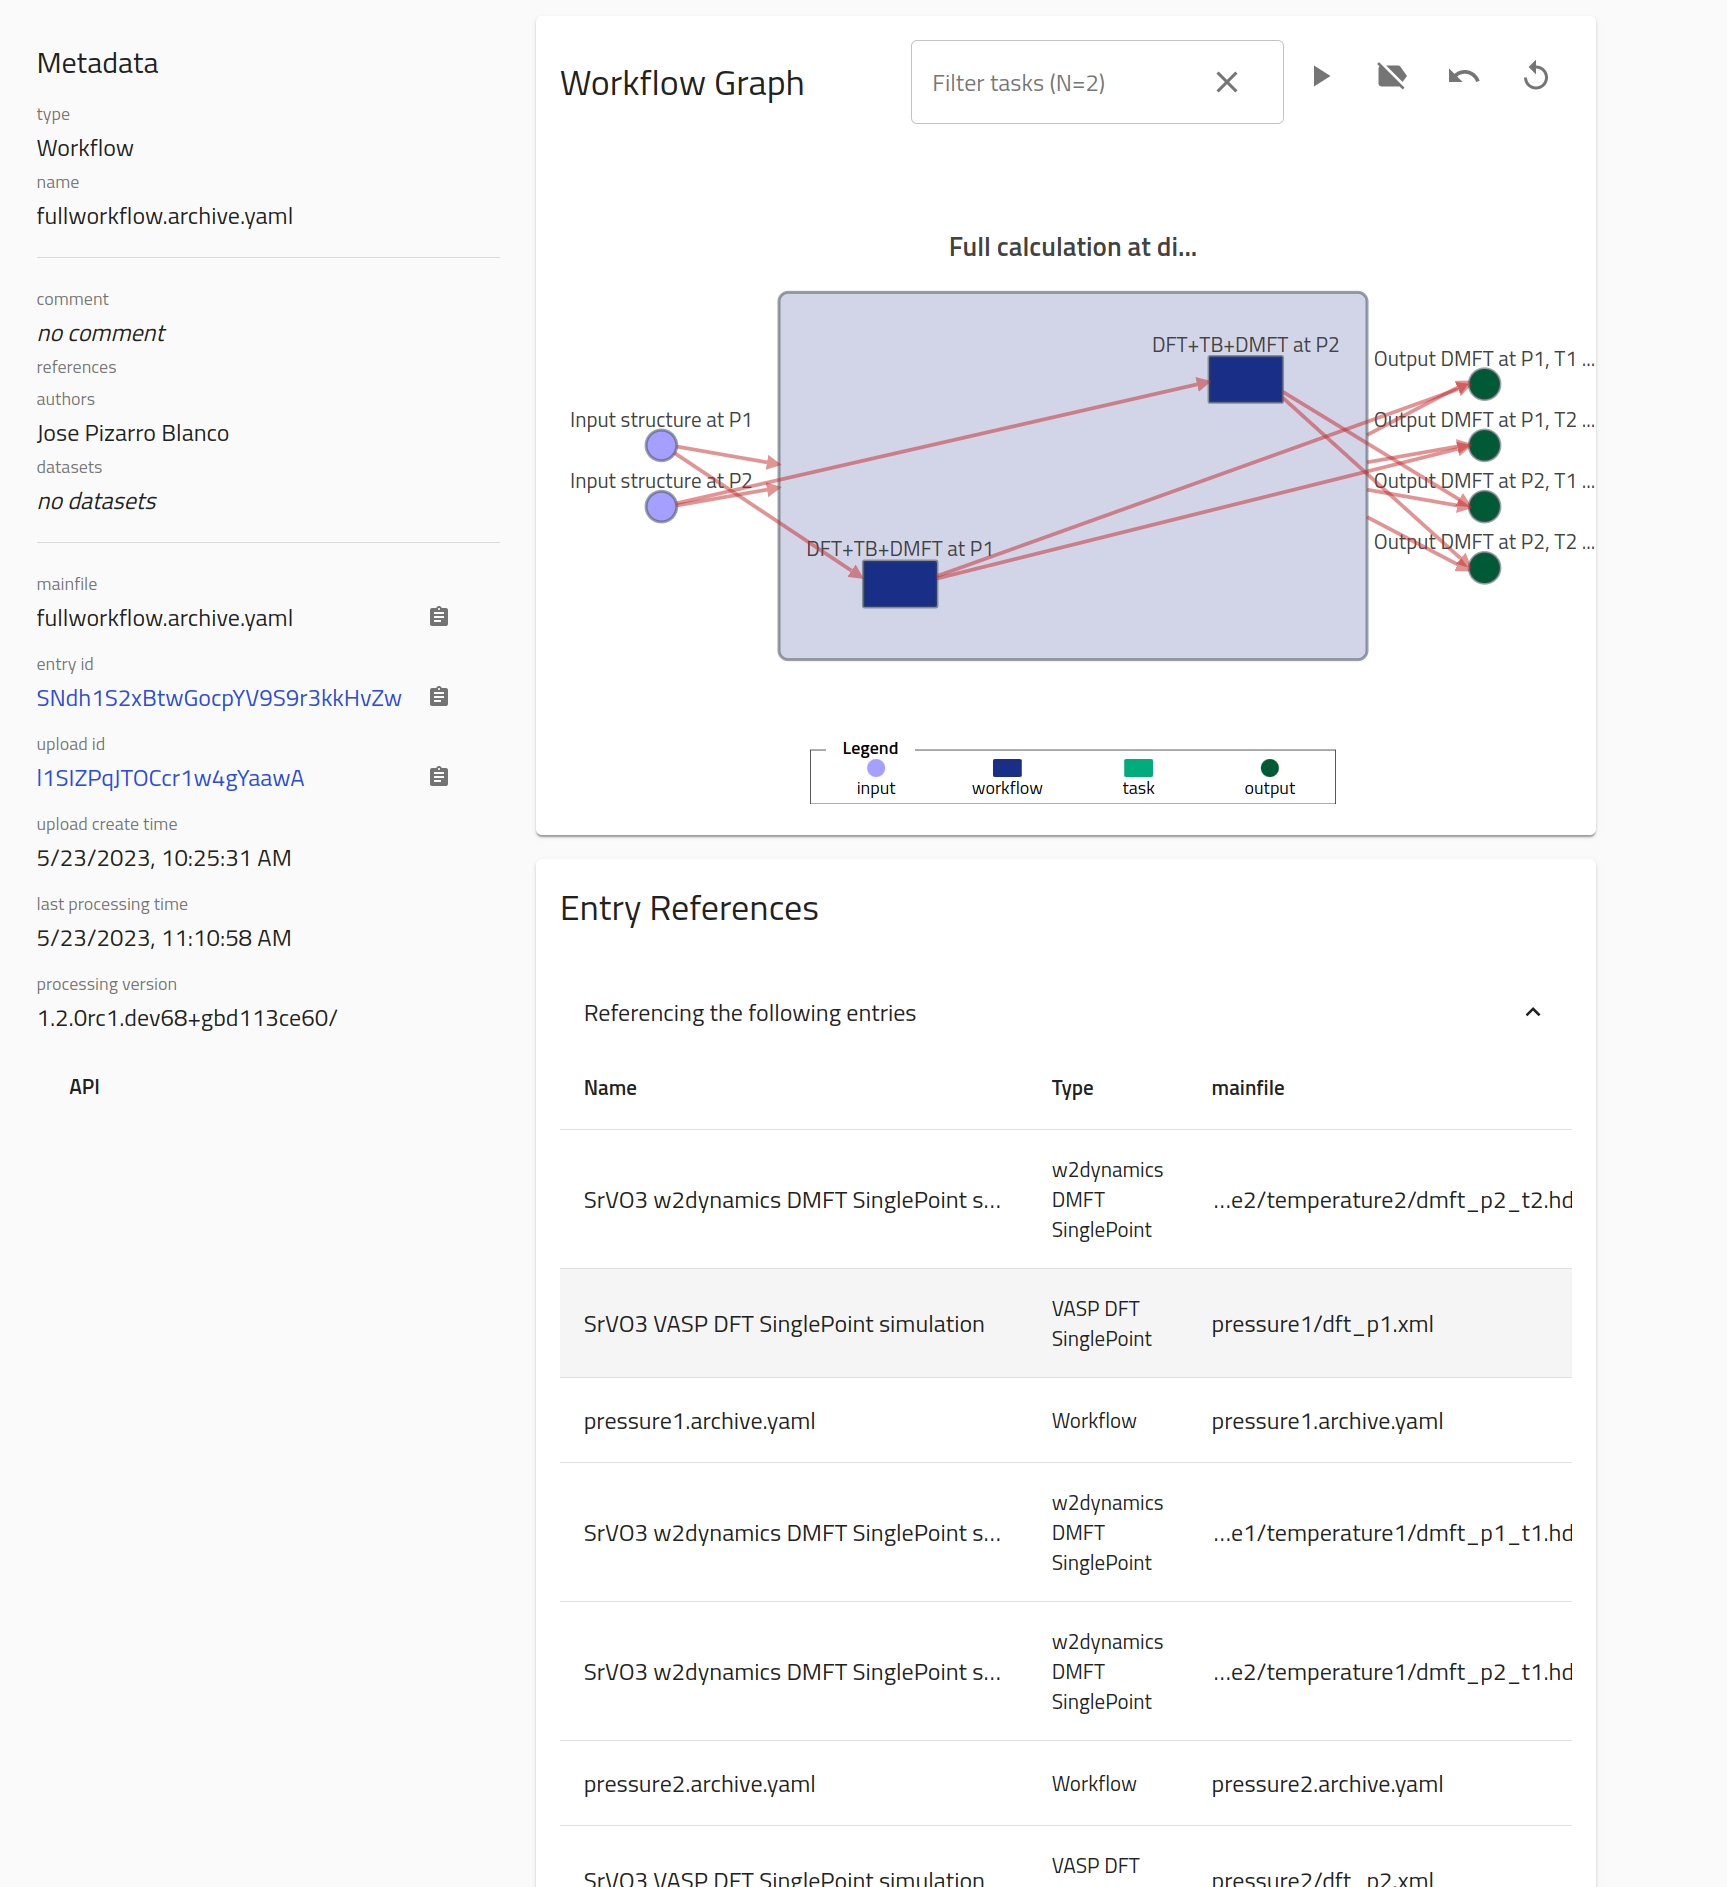 Metadata
type
Workflow
name
fullworkflow.archive.yaml
comment
no comment
references
authors
Jose Pizarro Blanco
datasets
no datasets
mainfile
fullworkflow.archive.yaml
entry id
SNdh1S2xBtwGocpYV9S9r3kkHvZw
upload id
l1SIZPqJTOCcr1w4gYaawA
upload create time
5/23/2023, 10:25:31 AM
last processing time
5/23/2023, 11:10:58 AM
processing version
1.2.0rc1.dev68+gbd113ce60/
API
Workflow Graph
Filter tasks (N=2)
Full calculation at di...
DFT+TB+DMFT at P2
Output DMFT at P1, T1 ...
Input structure at P1
Output DMFT at P1, T2 ...
Input structure at P2
Output DMFT at P2, T1 ...
DFT+TB+DMFT at P1
Output DMFT at P2, T2 ...
Legend
input workflow task output
Entry References
Referencing the following entries
Name Type mainfile
w2dynamics
SrVO3 w2dynamics DMFT SinglePoint s... DMFT ...e2/temperature2/dmft_p2_t2.hd
SinglePoint
VASP DFT
SrVO3 VASP DFT SinglePoint simulation SinglePoint pressure1/dft_p1.xml
pressure1.archive.yaml Workflow pressure1.archive.yaml
w2dynamics
SrVO3 w2dynamics DMFT SinglePoint s... DMFT ...e1/temperature1/dmft_p1_t1.hd
SinglePoint
w2dynamics
SrVO3 w2dynamics DMFT SinglePoint s... DMFT ...e2/temperature1/dmft_p2_t1.hd
SinglePoint
pressure2.archive.yaml Workflow pressure2.archive.yaml
VASP DFT
SrVO3 VASP DFT SinglePoint simulation pressure2/dft_p2.xml